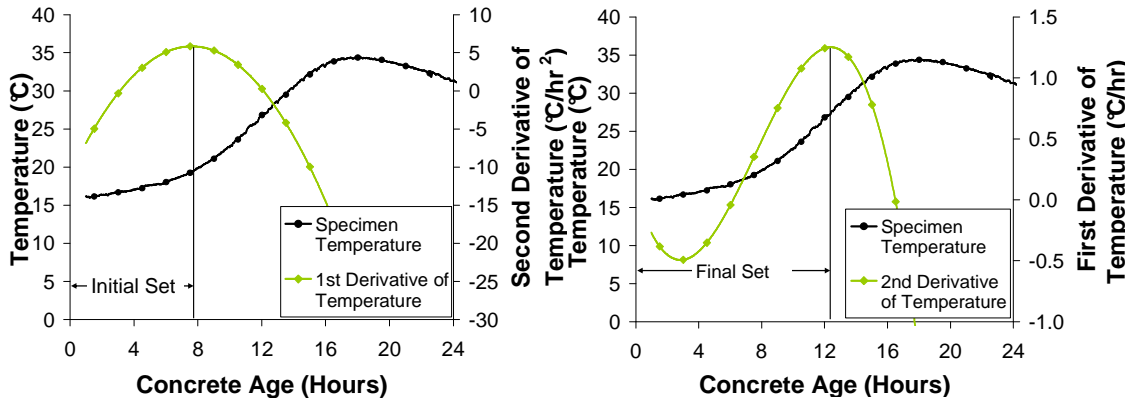 40
35
30
25
20
15
10
5
0
Temperature (°C)
10
5
0
-5
-10
-15
-20
-25
-30
Second Derivative of
Temperature (°C/hr²)
Initial Set
Specimen
Temperature
1st Derivative of
Temperature
0 4 8 12 16 20 24
Concrete Age (Hours)
40
35
30
25
20
15
10
5
0
Temperature (°C)
1.5
1.0
0.5
0.0
-0.5
-1.0
First Derivative of
Temperature (°C/hr)
Final Set
Specimen
Temperature
2nd Derivative
of Temperature
0 4 8 12 16 20 24
Concrete Age (Hours)